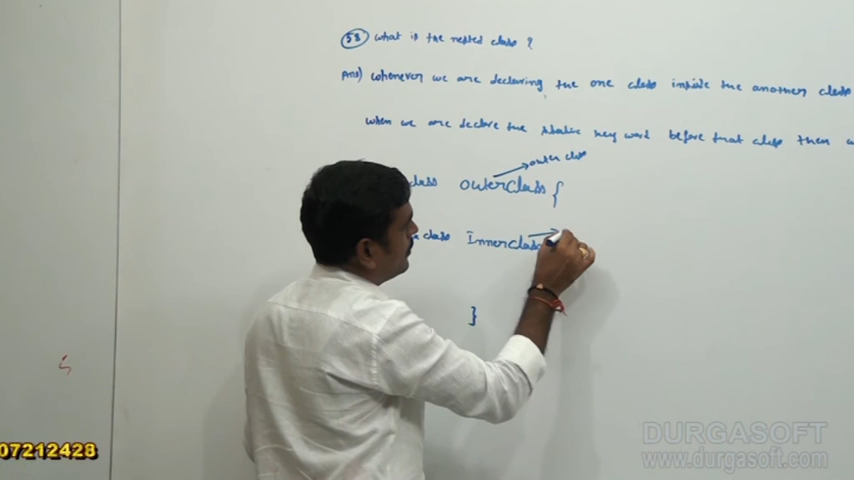 58 what is the nested class ?
Ans) whenever we are declaring the one class inside the another class
when we are declare the static key word before that class then
outer class
class OuterClass {
class Innerclass
}
07212428
DURGASOFT
www.durgasoft.com